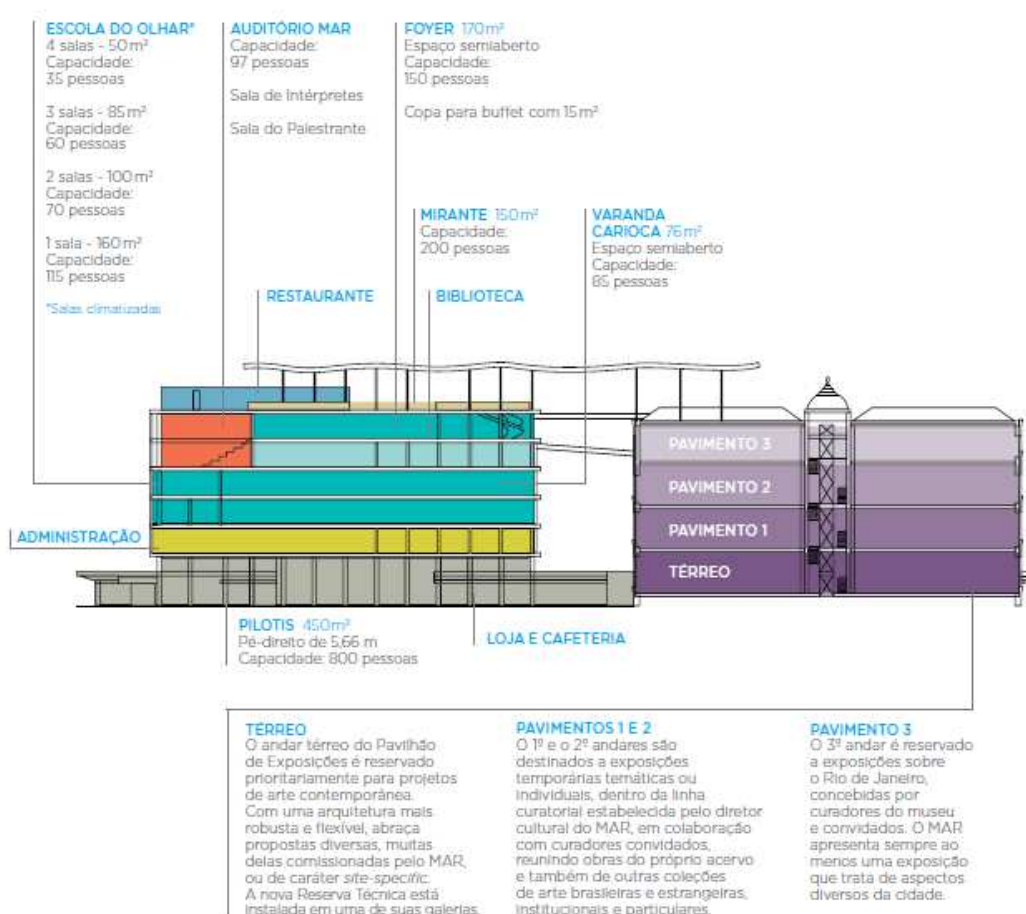 ESCOLA DO OLHAR*
4 salas - 50m²
Capacidade:
35 pessoas
3 salas - 85m²
Capacidade:
60 pessoas
2 salas - 100m²
Capacidade:
70 pessoas
1 sala - 160m²
Capacidade:
115 pessoas
*Salas climatizadas
AUDITÓRIO MAR
Capacidade:
97 pessoas
Sala de Intérpretes
Sala do Palestrante
FOYER 170m²
Espaço semiaberto
Capacidade:
150 pessoas
Copa para buffet com 15m²
MIRANTE 150m²
Capacidade:
200 pessoas
VARANDA
CARIOCA 76m²
Espaço semiaberto
Capacidade:
85 pessoas
RESTAURANTE
BIBLIOTECA
PAVIMENTO 3
PAVIMENTO 2
PAVIMENTO 1
TÉRREO
ADMINISTRAÇÃO
PILOTIS 450m²
Pé-direito de 5,66 m
Capacidade: 800 pessoas
LOJA E CAFETERIA
TÉRREO
O andar térreo do Pavilhão
de Exposições é reservado
prioritariamente para projetos
de arte contemporânea.
Com uma arquitetura mais
robusta e flexível, abraça
propostas diversas, muitas
delas comissionadas pelo MAR,
ou de caráter site-specific.
A nova Reserva Técnica está
instalada em uma de suas galerias.
PAVIMENTOS 1 E 2
O 1º e o 2º andares são
destinados a exposições
temporárias temáticas ou
individuais, dentro da linha
curatorial estabelecida pelo diretor
cultural do MAR, em colaboração
com curadores convidados,
reunindo obras do próprio acervo
e também de outras coleções
de arte brasileiras e estrangeiras,
institucionais e particulares.
PAVIMENTO 3
O 3º andar é reservado
a exposições sobre
o Rio de Janeiro,
concebidas por
curadores do museu
e convidados. O MAR
apresenta sempre ao
menos uma exposição
que trata de aspectos
diversos da cidade.